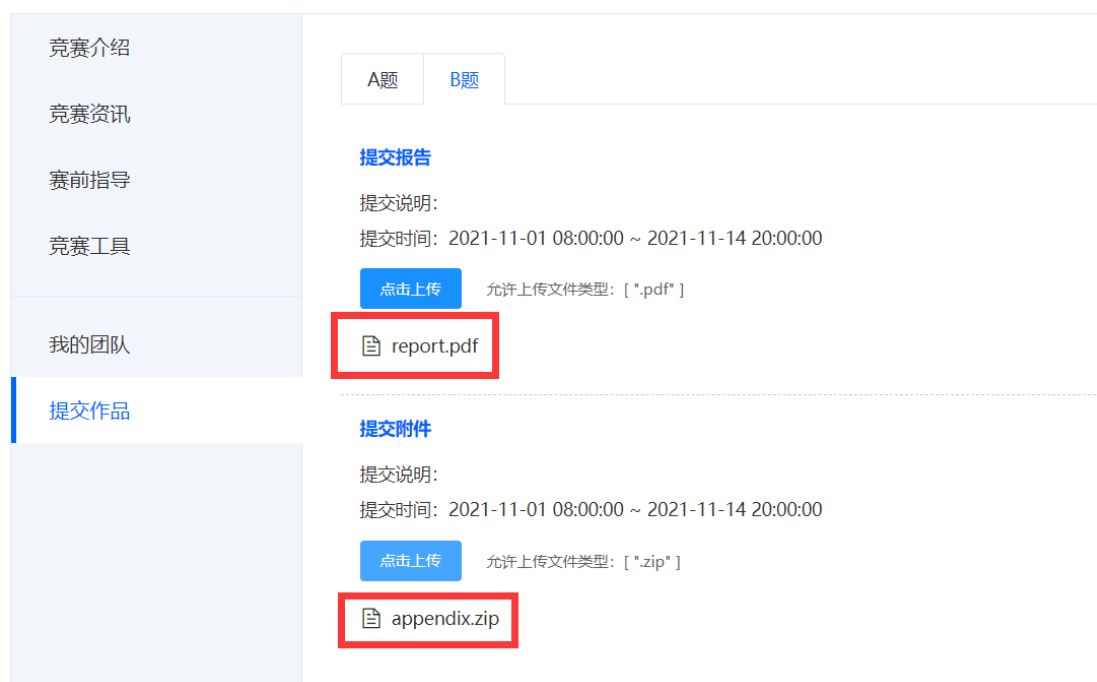 竞赛介绍
竞赛资讯
赛前指导
竞赛工具
我的团队
提交作品
A题
B题
提交报告
提交说明：
提交时间：2021-11-01 08:00:00 ~ 2021-11-14 20:00:00
点击上传
允许上传文件类型：[ ".pdf" ]
report.pdf
提交附件
提交说明：
提交时间：2021-11-01 08:00:00 ~ 2021-11-14 20:00:00
点击上传
允许上传文件类型：[ ".zip" ]
appendix.zip